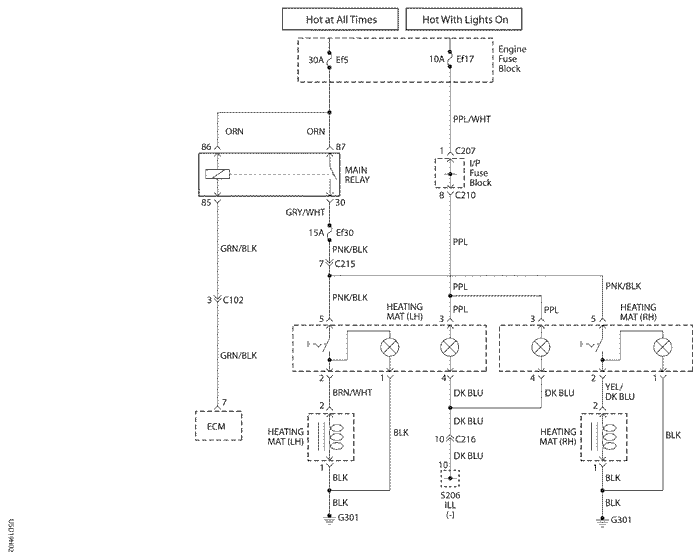 Hot at All Times
Hot With Lights On
30A Ef5
10A Ef17
Engine
Fuse
Block
PPL/WHT
ORN
ORN
86
87
1
C207
I/P
Fuse
Block
MAIN
RELAY
85
30
8
C210
GRY/WHT
15A Ef30
GRN/BLK
PNK/BLK
PPL
7
C215
PNK/BLK
3
C102
PNK/BLK
PPL
PPL
PPL
HEATING
MAT (LH)
HEATING
MAT (RH)
5
3
3
5
GRN/BLK
2
1
4
4
2
1
BRN/WHT
DK BLU
DK BLU
YEL/
DK BLU
7
ECM
2
2
HEATING
MAT (LH)
BLK
DK BLU
10
C216
HEATING
MAT (RH)
BLK
DK BLU
1
10
1
BLK
S206
ILL
(-)
BLK
BLK
BLK
G301
G301